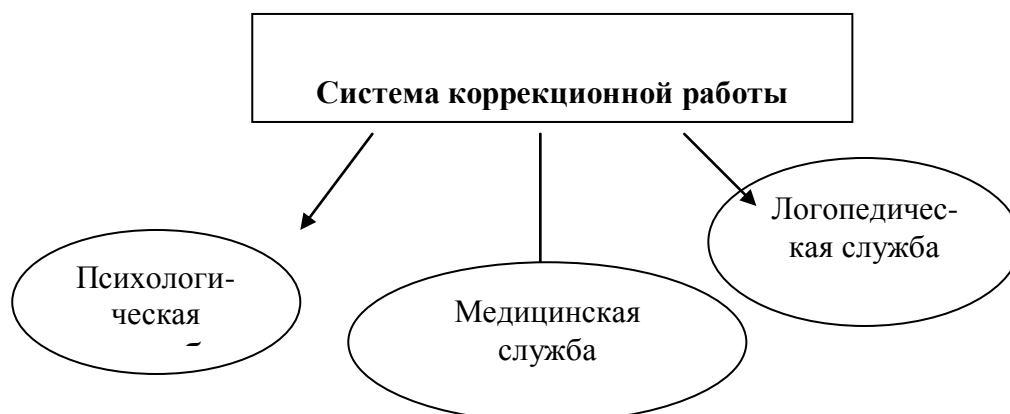 Система коррекционной работы
Логопедичес-
кая служба
Психологи-
ческая
Медицинская
служба